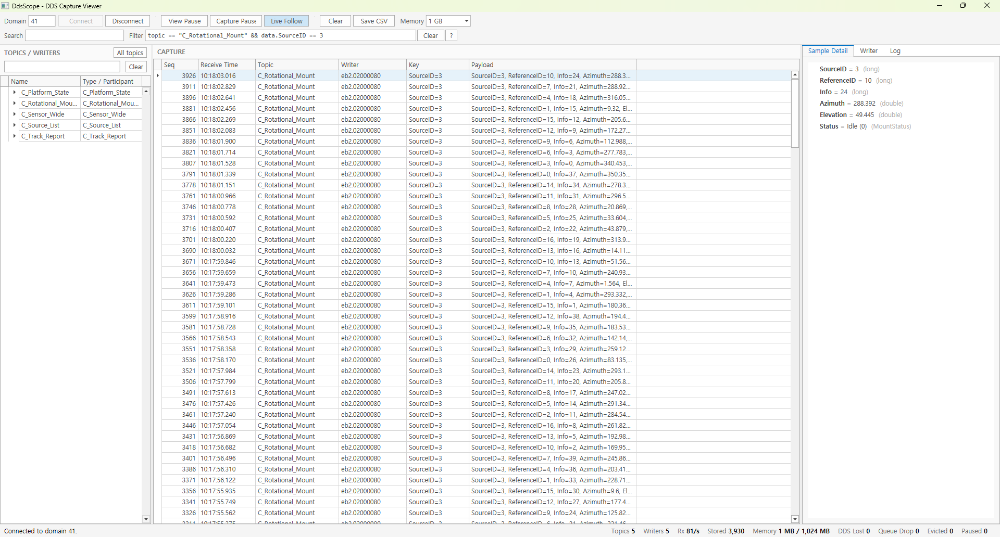 DdsScope - DDS Capture Viewer
Domain 41 Connect Disconnect View Pause Capture Pause Live Follow Clear Save CSV Memory 1 GB
Search Filter topic == "C_Rotational_Mount" && data.SourceID == 3 Clear ?
TOPICS / WRITERS All topics
Clear
Name Type / Participant
C_Platform_State C_Platform_State
C_Rotational_Mou... C_Rotational_Mou...
C_Sensor_Wide C_Sensor_Wide
C_Source_List C_Source_List
C_Track_Report C_Track_Report
CAPTURE
Seq Receive Time Topic Writer Key Payload
3926 10:18:03.016 C_Rotational_Mount eb2.02000080 SourceID=3 SourceID=3, ReferenceID=10, Info=24, Azimuth=288.3...
3911 10:18:02.829 C_Rotational_Mount eb2.02000080 SourceID=3 SourceID=3, ReferenceID=7, Info=21, Azimuth=288.92...
3896 10:18:02.641 C_Rotational_Mount eb2.02000080 SourceID=3 SourceID=3, ReferenceID=4, Info=18, Azimuth=316.05...
3881 10:18:02.456 C_Rotational_Mount eb2.02000080 SourceID=3 SourceID=3, ReferenceID=1, Info=15, Azimuth=9.32, El...
3866 10:18:02.269 C_Rotational_Mount eb2.02000080 SourceID=3 SourceID=3, ReferenceID=15, Info=12, Azimuth=205.6...
3851 10:18:02.083 C_Rotational_Mount eb2.02000080 SourceID=3 SourceID=3, ReferenceID=12, Info=9, Azimuth=172.27...
3836 10:18:01.900 C_Rotational_Mount eb2.02000080 SourceID=3 SourceID=3, ReferenceID=9, Info=6, Azimuth=112.988,...
3821 10:18:01.714 C_Rotational_Mount eb2.02000080 SourceID=3 SourceID=3, ReferenceID=6, Info=3, Azimuth=277.783,...
3807 10:18:01.528 C_Rotational_Mount eb2.02000080 SourceID=3 SourceID=3, ReferenceID=3, Info=0, Azimuth=340.453,...
3791 10:18:01.339 C_Rotational_Mount eb2.02000080 SourceID=3 SourceID=3, ReferenceID=0, Info=37, Azimuth=350.35...
3778 10:18:01.151 C_Rotational_Mount eb2.02000080 SourceID=3 SourceID=3, ReferenceID=14, Info=34, Azimuth=278.3...
3761 10:18:00.966 C_Rotational_Mount eb2.02000080 SourceID=3 SourceID=3, ReferenceID=11, Info=31, Azimuth=296.5...
3746 10:18:00.778 C_Rotational_Mount eb2.02000080 SourceID=3 SourceID=3, ReferenceID=8, Info=28, Azimuth=20.869,...
3731 10:18:00.592 C_Rotational_Mount eb2.02000080 SourceID=3 SourceID=3, ReferenceID=5, Info=25, Azimuth=33.604,...
3716 10:18:00.407 C_Rotational_Mount eb2.02000080 SourceID=3 SourceID=3, ReferenceID=2, Info=22, Azimuth=43.879,...
3701 10:18:00.220 C_Rotational_Mount eb2.02000080 SourceID=3 SourceID=3, ReferenceID=16, Info=19, Azimuth=313.9...
3690 10:18:00.032 C_Rotational_Mount eb2.02000080 SourceID=3 SourceID=3, ReferenceID=13, Info=16, Azimuth=14.11...
3671 10:17:59.846 C_Rotational_Mount eb2.02000080 SourceID=3 SourceID=3, ReferenceID=10, Info=13, Azimuth=51.56...
3656 10:17:59.659 C_Rotational_Mount eb2.02000080 SourceID=3 SourceID=3, ReferenceID=7, Info=10, Azimuth=240.93...
3641 10:17:59.473 C_Rotational_Mount eb2.02000080 SourceID=3 SourceID=3, ReferenceID=4, Info=7, Azimuth=1.564, El...
3626 10:17:59.286 C_Rotational_Mount eb2.02000080 SourceID=3 SourceID=3, ReferenceID=1, Info=4, Azimuth=293.332,...
3611 10:17:59.101 C_Rotational_Mount eb2.02000080 SourceID=3 SourceID=3, ReferenceID=15, Info=1, Azimuth=180.36...
3599 10:17:58.916 C_Rotational_Mount eb2.02000080 SourceID=3 SourceID=3, ReferenceID=12, Info=38, Azimuth=194.4...
3581 10:17:58.728 C_Rotational_Mount eb2.02000080 SourceID=3 SourceID=3, ReferenceID=9, Info=35, Azimuth=183.53...
3566 10:17:58.543 C_Rotational_Mount eb2.02000080 SourceID=3 SourceID=3, ReferenceID=6, Info=32, Azimuth=142.14,...
3551 10:17:58.358 C_Rotational_Mount eb2.02000080 SourceID=3 SourceID=3, ReferenceID=3, Info=29, Azimuth=259.12...
3536 10:17:58.170 C_Rotational_Mount eb2.02000080 SourceID=3 SourceID=3, ReferenceID=0, Info=26, Azimuth=83.135,...
3521 10:17:57.984 C_Rotational_Mount eb2.02000080 SourceID=3 SourceID=3, ReferenceID=14, Info=23, Azimuth=293.1...
3506 10:17:57.799 C_Rotational_Mount eb2.02000080 SourceID=3 SourceID=3, ReferenceID=11, Info=20, Azimuth=205.8...
3491 10:17:57.613 C_Rotational_Mount eb2.02000080 SourceID=3 SourceID=3, ReferenceID=8, Info=17, Azimuth=247.02...
3476 10:17:57.426 C_Rotational_Mount eb2.02000080 SourceID=3 SourceID=3, ReferenceID=5, Info=14, Azimuth=291.34...
3461 10:17:57.240 C_Rotational_Mount eb2.02000080 SourceID=3 SourceID=3, ReferenceID=2, Info=11, Azimuth=284.54...
3446 10:17:57.054 C_Rotational_Mount eb2.02000080 SourceID=3 SourceID=3, ReferenceID=16, Info=8, Azimuth=261.82...
3431 10:17:56.869 C_Rotational_Mount eb2.02000080 SourceID=3 SourceID=3, ReferenceID=13, Info=5, Azimuth=192.98...
3418 10:17:56.682 C_Rotational_Mount eb2.02000080 SourceID=3 SourceID=3, ReferenceID=10, Info=2, Azimuth=169.95...
3401 10:17:56.496 C_Rotational_Mount eb2.02000080 SourceID=3 SourceID=3, ReferenceID=7, Info=39, Azimuth=245.86...
3386 10:17:56.310 C_Rotational_Mount eb2.02000080 SourceID=3 SourceID=3, ReferenceID=4, Info=36, Azimuth=203.41...
3371 10:17:56.122 C_Rotational_Mount eb2.02000080 SourceID=3 SourceID=3, ReferenceID=1, Info=33, Azimuth=228.71...
3356 10:17:55.935 C_Rotational_Mount eb2.02000080 SourceID=3 SourceID=3, ReferenceID=15, Info=30, Azimuth=9.6, El...
3341 10:17:55.749 C_Rotational_Mount eb2.02000080 SourceID=3 SourceID=3, ReferenceID=12, Info=27, Azimuth=177.4...
3326 10:17:55.562 C_Rotational_Mount eb2.02000080 SourceID=3 SourceID=3, ReferenceID=9, Info=24, Azimuth=125.82...
Sample Detail Writer Log
SourceID = 3 (long)
ReferenceID = 10 (long)
Info = 24 (long)
Azimuth = 288.392 (double)
Elevation = 49.445 (double)
Status = Idle (0) (MountStatus)
Connected to domain 41. Topics 5 Writers 5 Rx 81/s Stored 3,930 Memory 1 MB / 1,024 MB DDS Lost 0 Queue Drop 0 Evicted 0 Paused 0